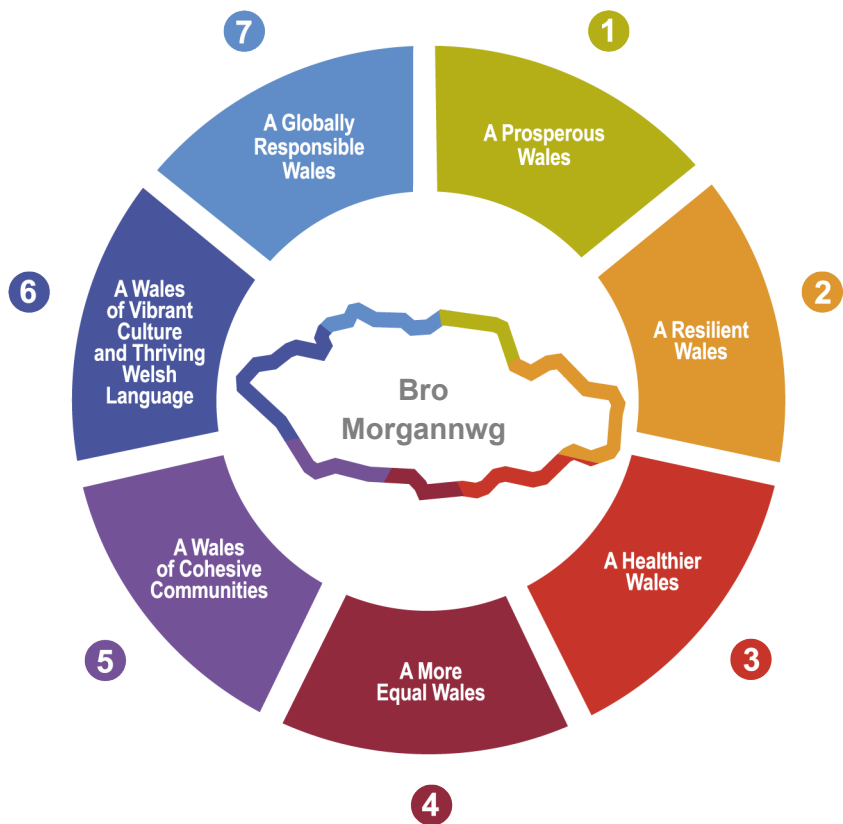 1
A Prosperous
Wales
2
A Resilient
Wales
3
A Healthier
Wales
4
A More
Equal Wales
5
A Wales
of Cohesive
Communities
6
A Wales
of Vibrant
Culture
and Thriving
Welsh
Language
7
A Globally
Responsible
Wales
Bro
Morgannwg